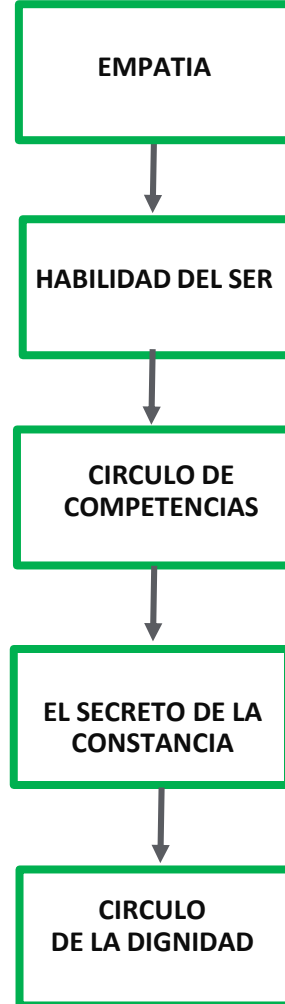 EMPATIA
HABILIDAD DEL SER
CIRCULO DE
COMPETENCIAS
EL SECRETO DE LA
CONSTANCIA
CIRCULO
DE LA DIGNIDAD